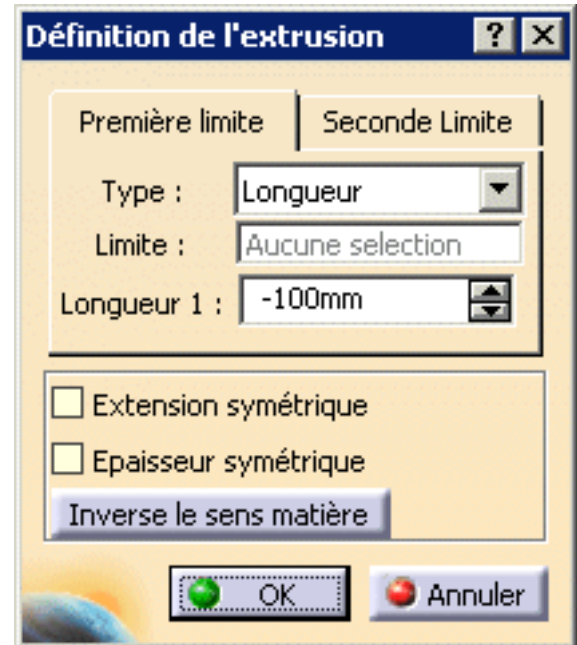 Définition de l'extrusion
Première limite Seconde Limite
Type : Longueur
Limite : Aucune selection
Longueur 1 : -100mm
Extension symétrique
Epaisseur symétrique
Inverse le sens matière
OK Annuler